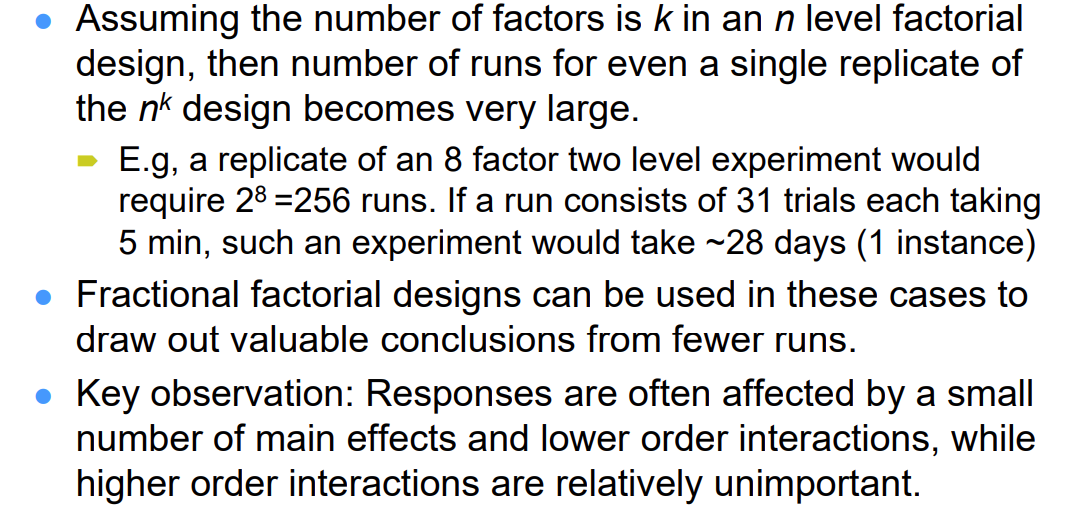 Assuming the number of factors is k in an n level factorial
design, then number of runs for even a single replicate of
the nᵏ design becomes very large.
E.g, a replicate of an 8 factor two level experiment would
require 2⁸ =256 runs. If a run consists of 31 trials each taking
5 min, such an experiment would take ~28 days (1 instance)
Fractional factorial designs can be used in these cases to
draw out valuable conclusions from fewer runs.
Key observation: Responses are often affected by a small
number of main effects and lower order interactions, while
higher order interactions are relatively unimportant.